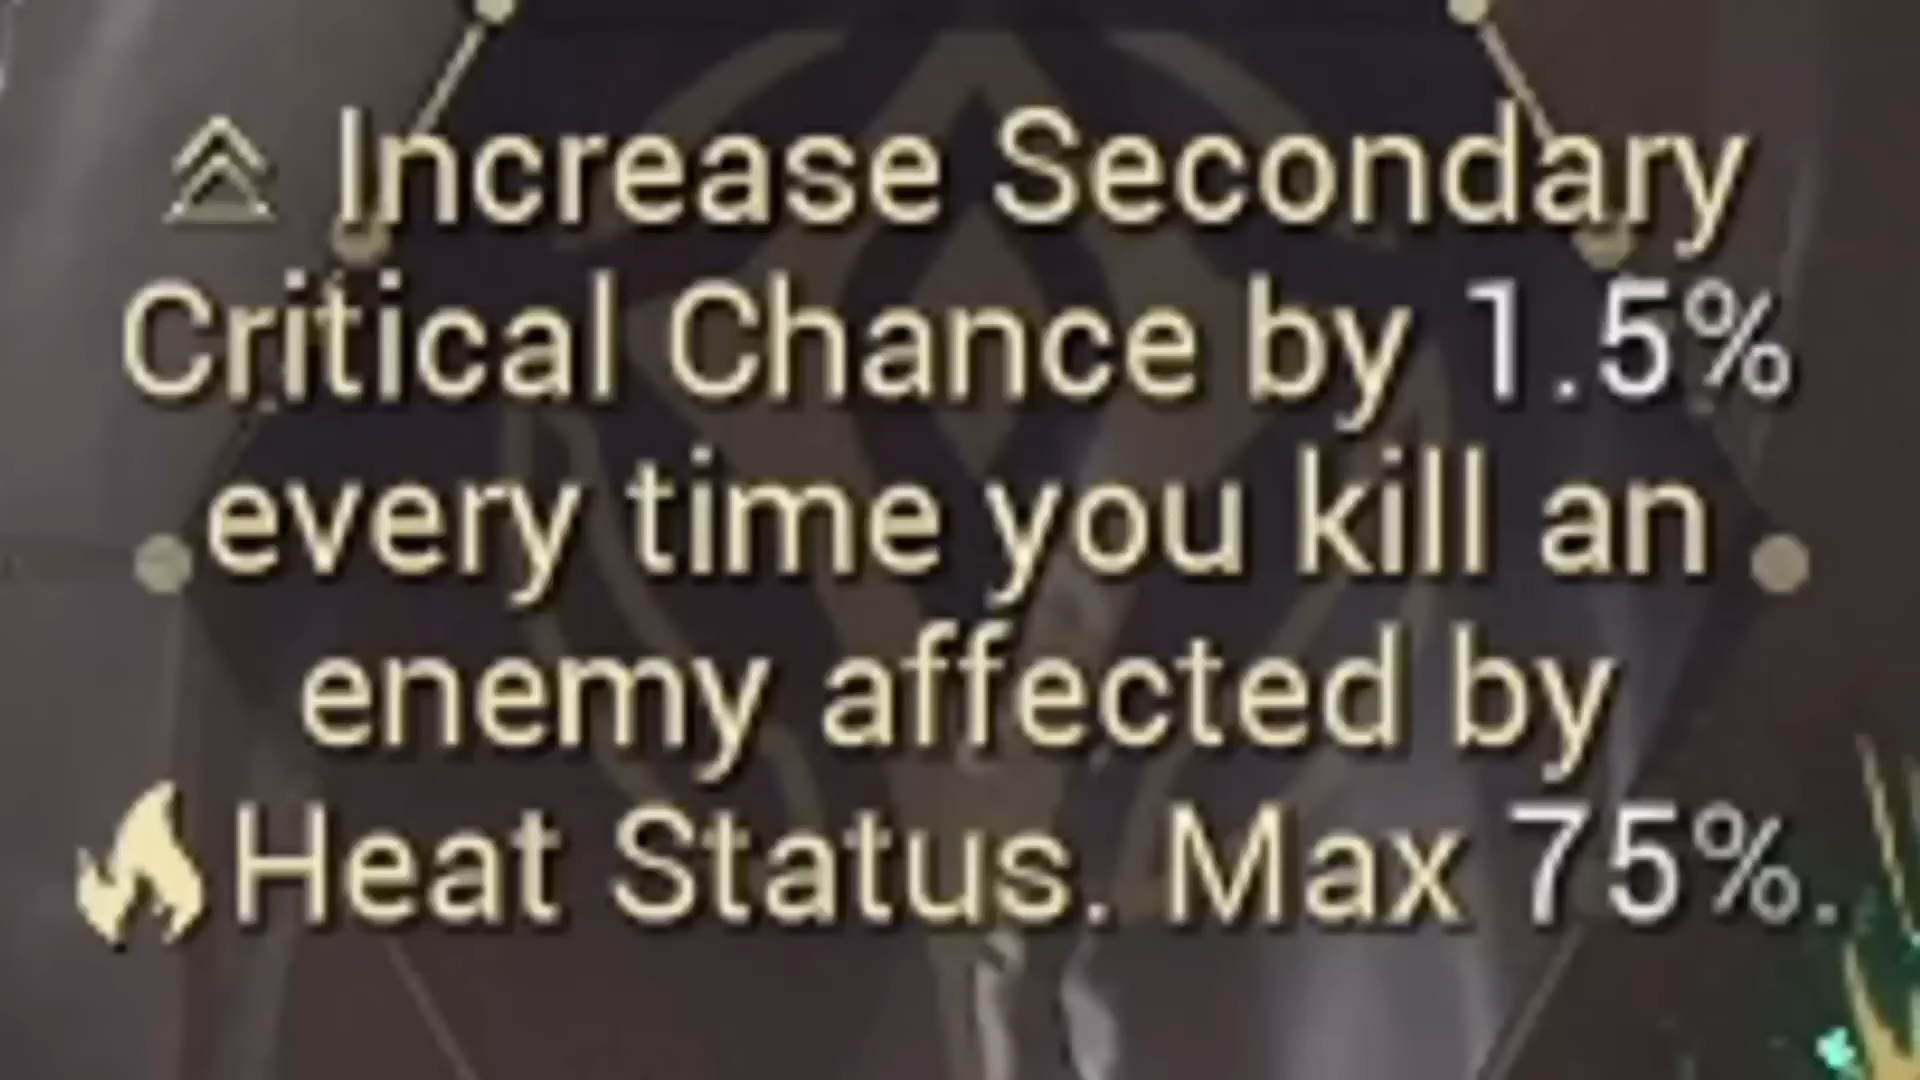 Increase Secondary
Critical Chance by 1.5%
every time you kill an
enemy affected by
Heat Status. Max 75%.